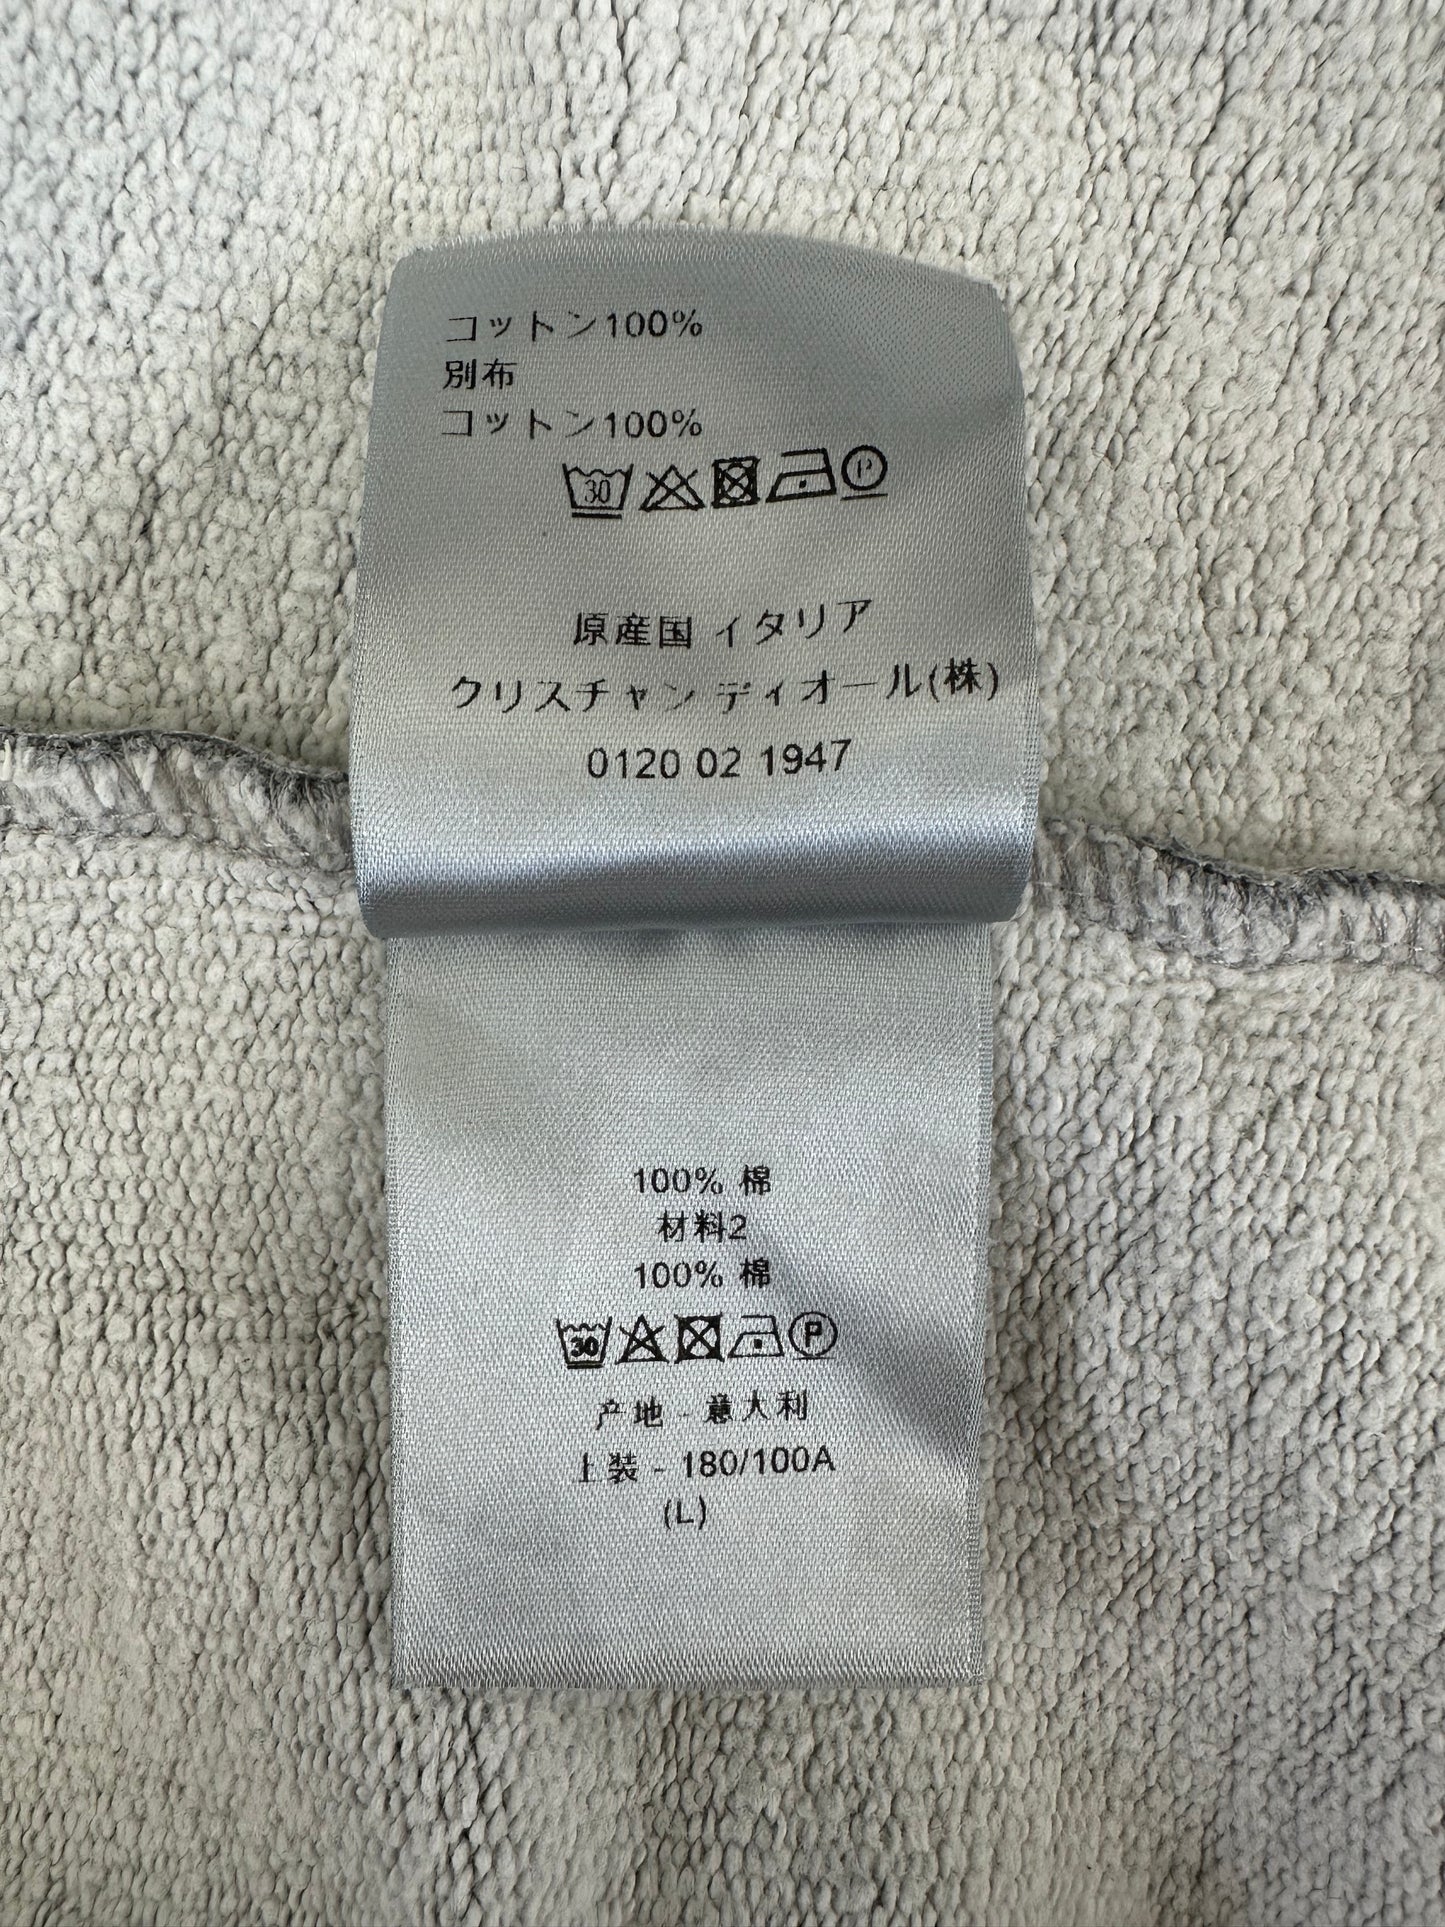 コットン100%
別布
コットン100%
30 P
原産国 イタリア
クリスチャン ディオール(株)
0120 02 1947
100% 棉
材料2
100% 棉
30 P
产地 - 意大利
上装 - 180/100A
(L)